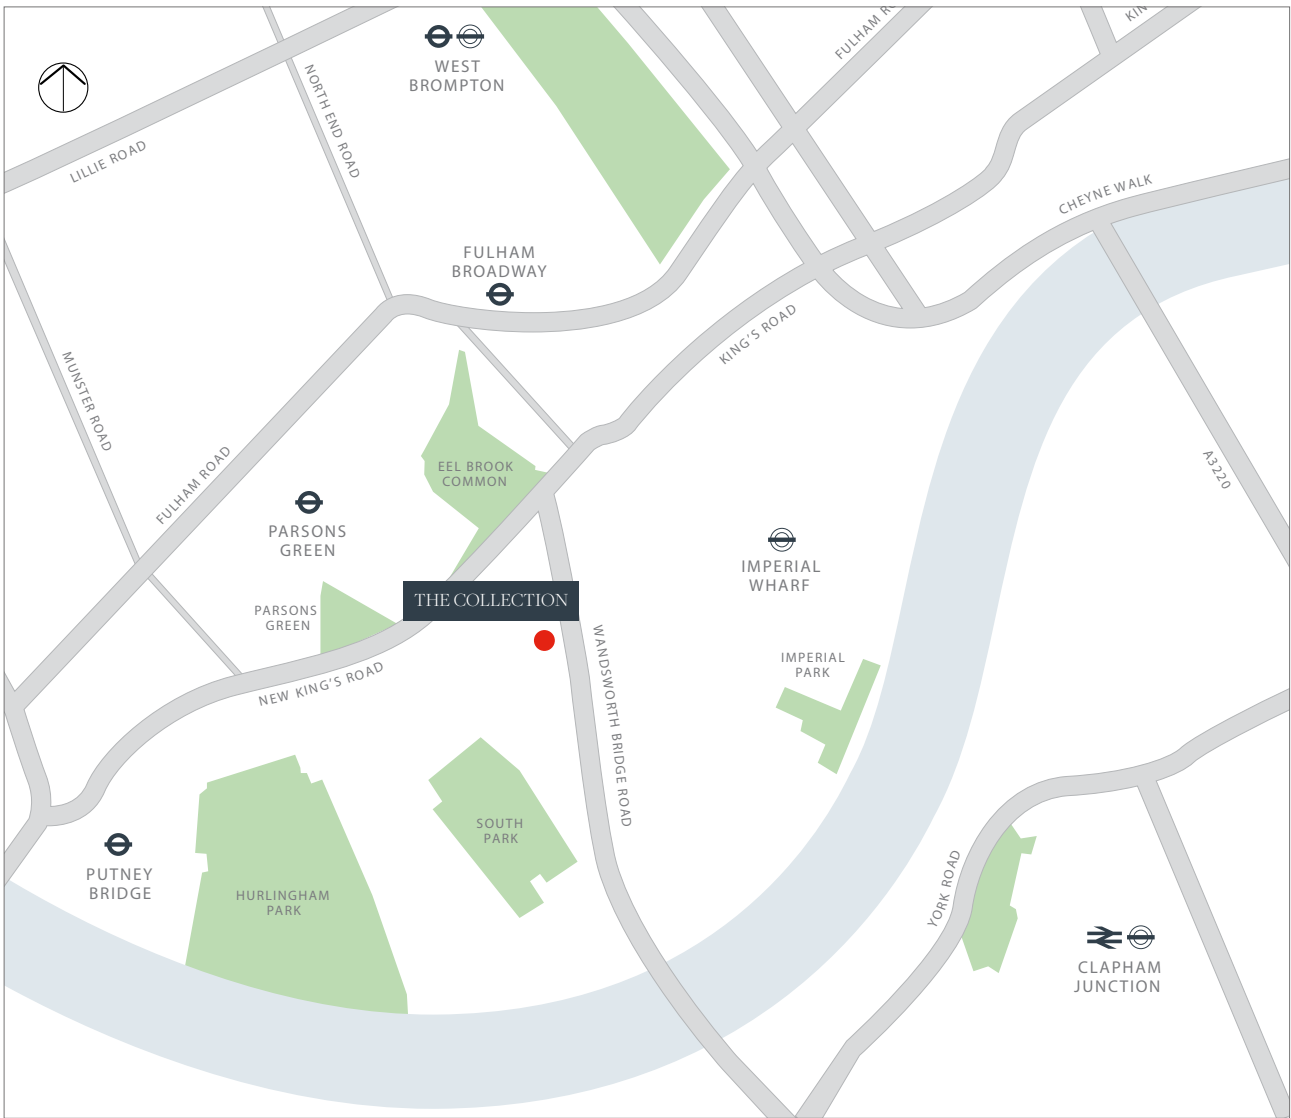 KIN
FULHAM R
WEST
BROMPTON
NORTH END ROAD
LILLIE ROAD
CHEYNE WALK
FULHAM
BROADWAY
KING'S ROAD
MUNSTER ROAD
FULHAM ROAD
EEL BROOK
COMMON
A3220
PARSONS
GREEN
IMPERIAL
WHARF
THE COLLECTION
PARSONS
GREEN
NEW KING'S ROAD
WANDSWORTH BRIDGE ROAD
IMPERIAL
PARK
SOUTH
PARK
PUTNEY
BRIDGE
HURLINGHAM
PARK
YORK ROAD
CLAPHAM
JUNCTION